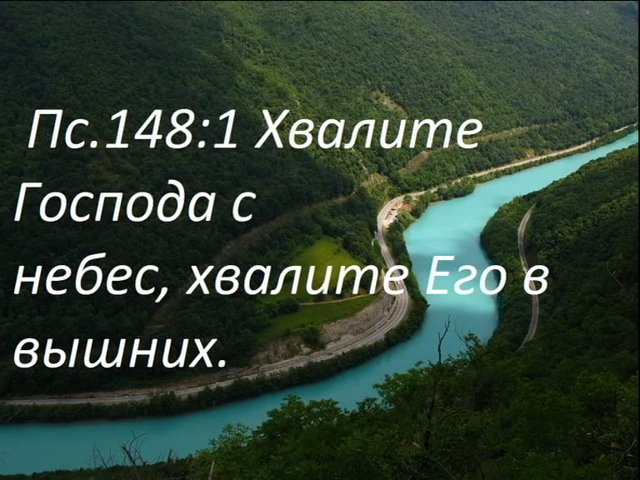 Пс.148:1 Хвалите
Господа с
небес, хвалите Его в
вышних.